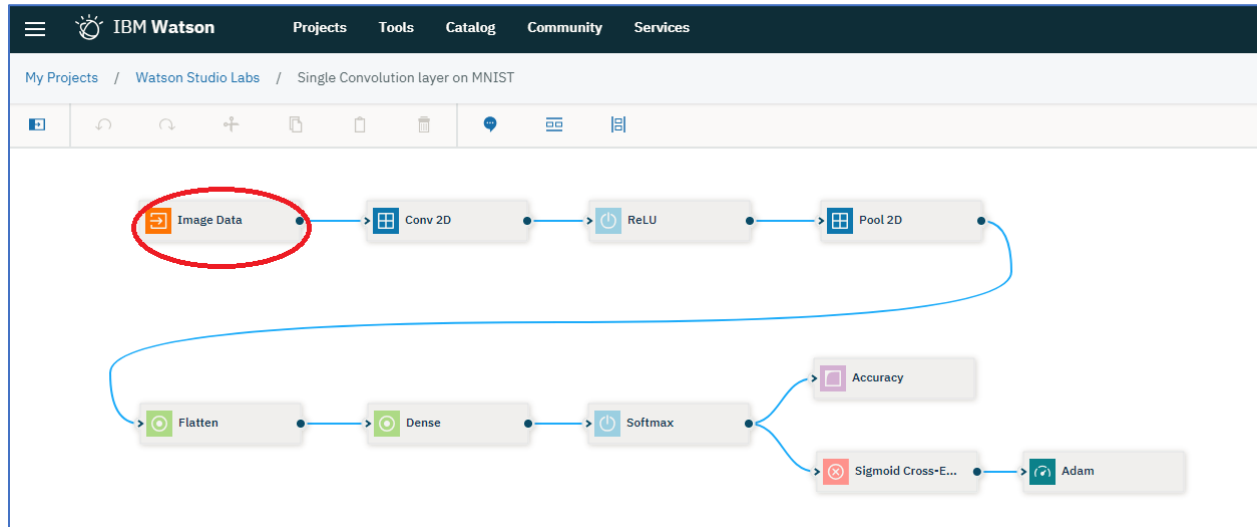 IBM Watson Projects Tools Catalog Community Services
My Projects / Watson Studio Labs / Single Convolution layer on MNIST
Image Data Conv 2D ReLU Pool 2D
Accuracy
Flatten Dense Softmax
Sigmoid Cross-E... Adam